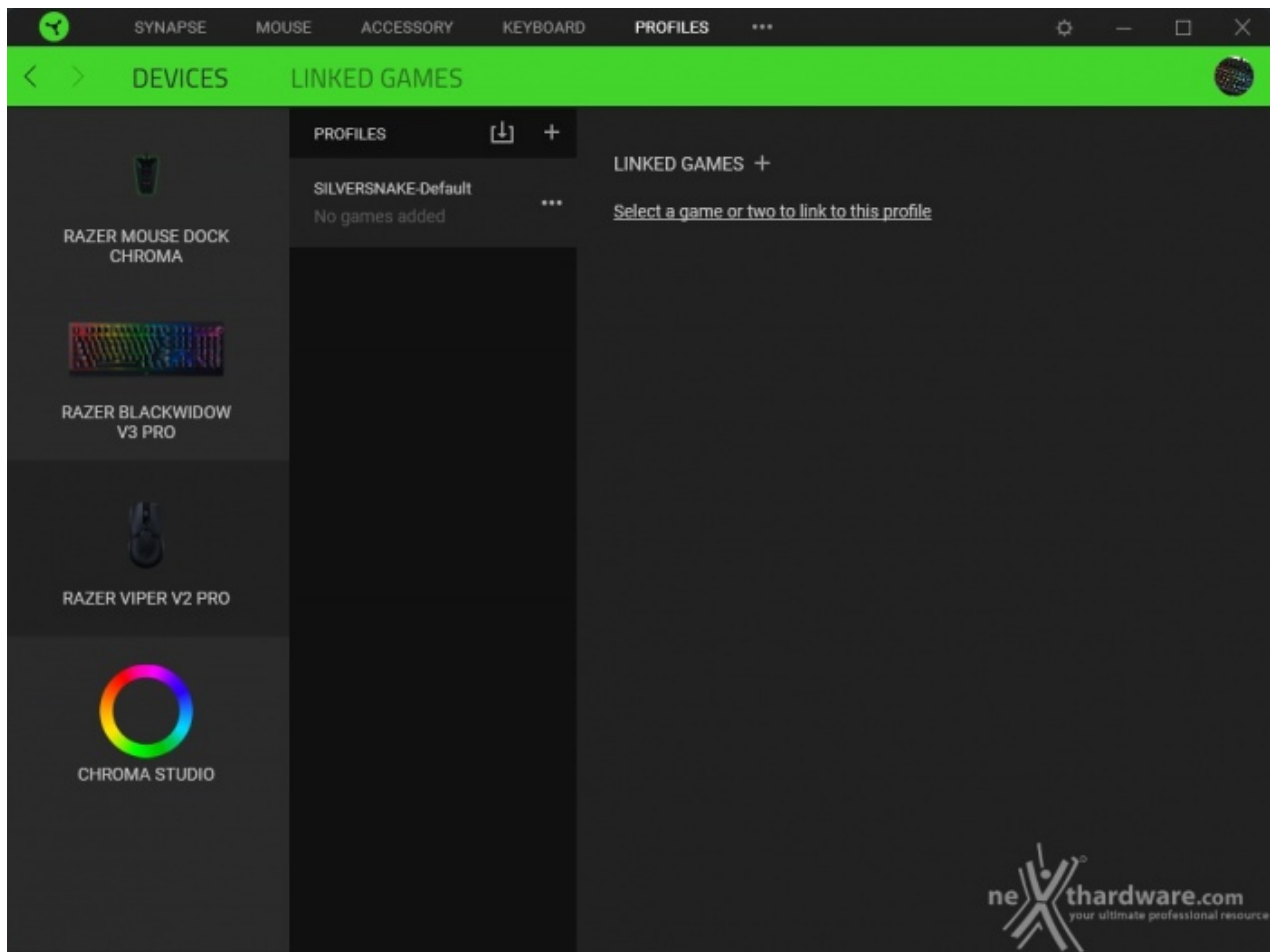 SYNAPSE MOUSE ACCESSORY KEYBOARD PROFILES
DEVICES LINKED GAMES
RAZER MOUSE DOCK
CHROMA
RAZER BLACKWIDOW
V3 PRO
RAZER VIPER V2 PRO
CHROMA STUDIO
PROFILES
SILVERSNAKE-Default
No games added
LINKED GAMES +
Select a game or two to link to this profile
neXthardware.com
your ultimate professional resource